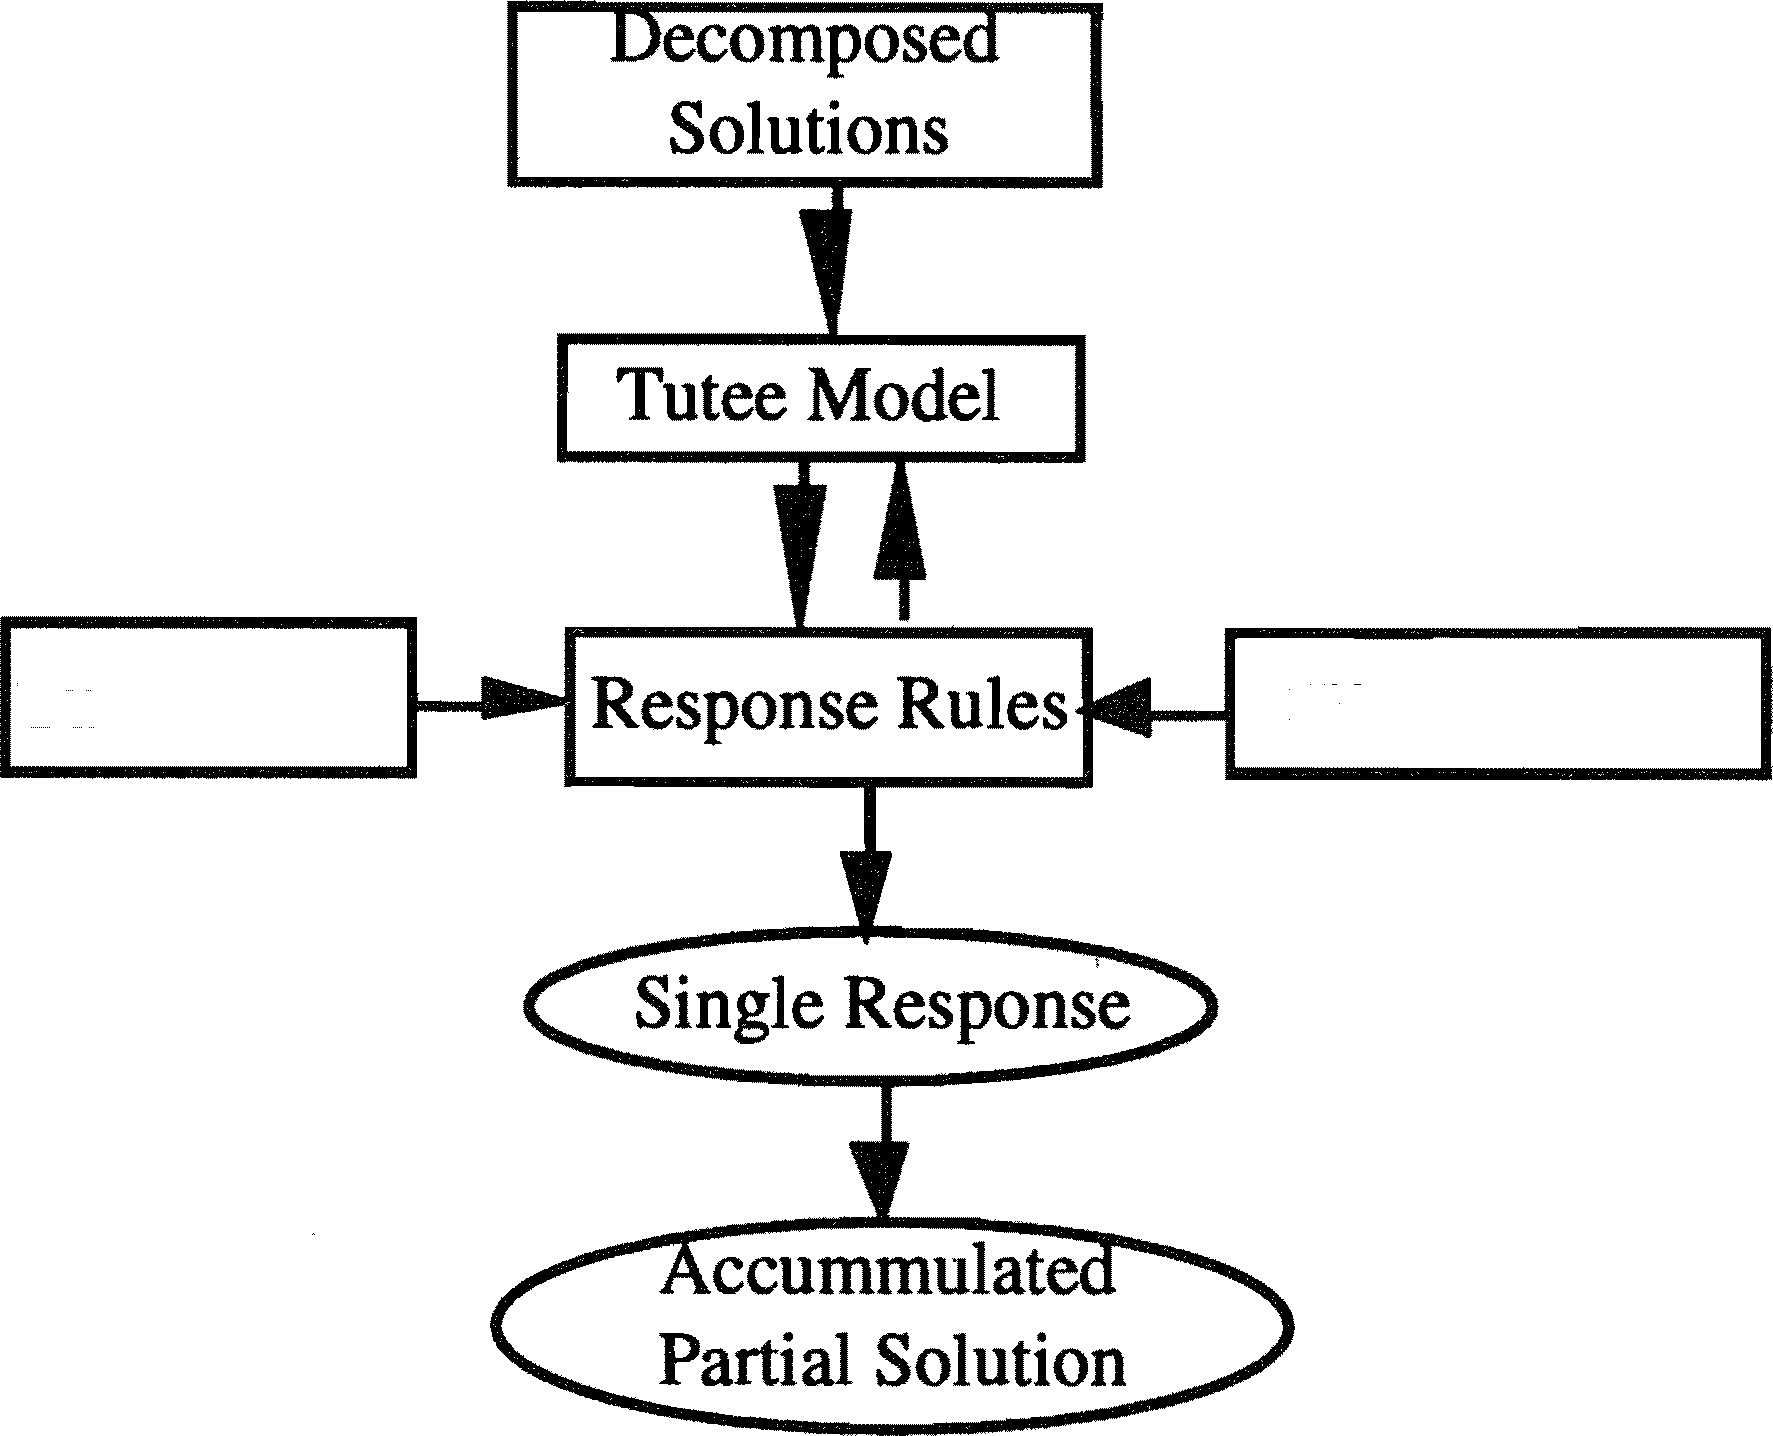 Decomposed
Solutions
Tutee Model
Response Rules
Single Response
Accummulated
Partial Solution